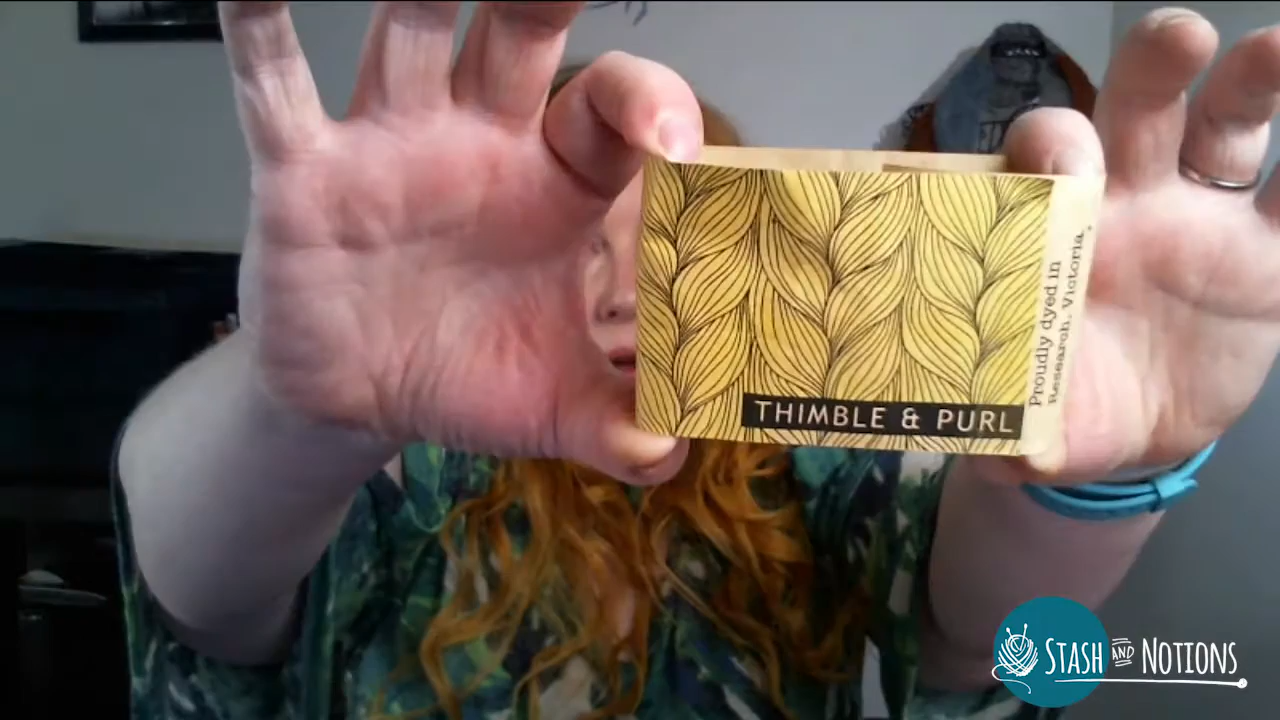 THIMBLE & PURL
Proudly dyed in
Research, Victoria.
STASH AND NOTIONS